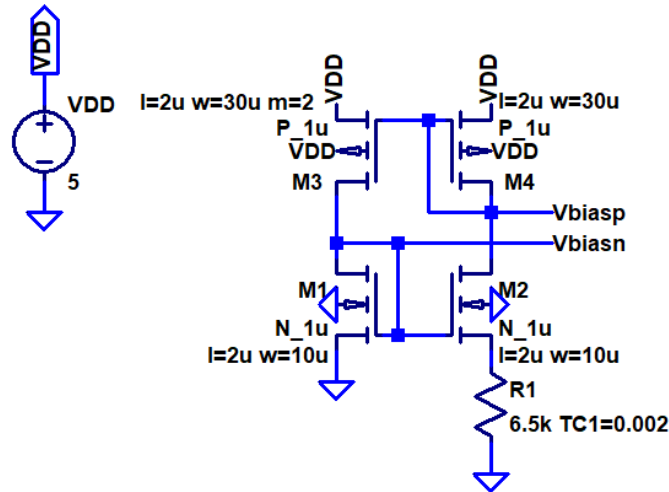 VDD
VDD
5
VDD
VDD
l=2u w=30u m=2
l=2u w=30u
P_1u
P_1u
VDD
VDD
M3
M4
Vbiasp
Vbiasn
M1
M2
N_1u
N_1u
l=2u w=10u
l=2u w=10u
R1
6.5k TC1=0.002